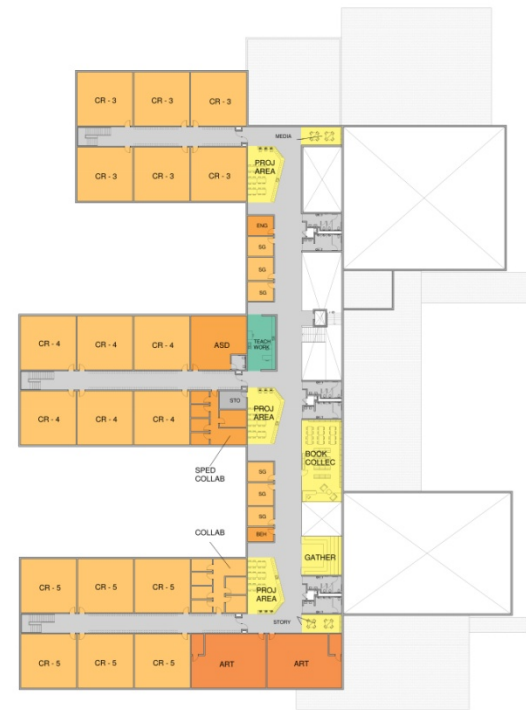 CR - 3
CR - 3
CR - 3
MEDIA
CR - 3
CR - 3
CR - 3
PROJ
AREA
ENG
SG
SG
SG
CR - 4
CR - 4
CR - 4
ASD
TEACH
WORK
CR - 4
CR - 4
CR - 4
STO
PROJ
AREA
SPED
COLLAB
BOOK
COLLEC
SG
SG
SG
BEH
COLLAB
GATHER
CR - 5
CR - 5
CR - 5
PROJ
AREA
STORY
CR - 5
CR - 5
CR - 5
ART
ART